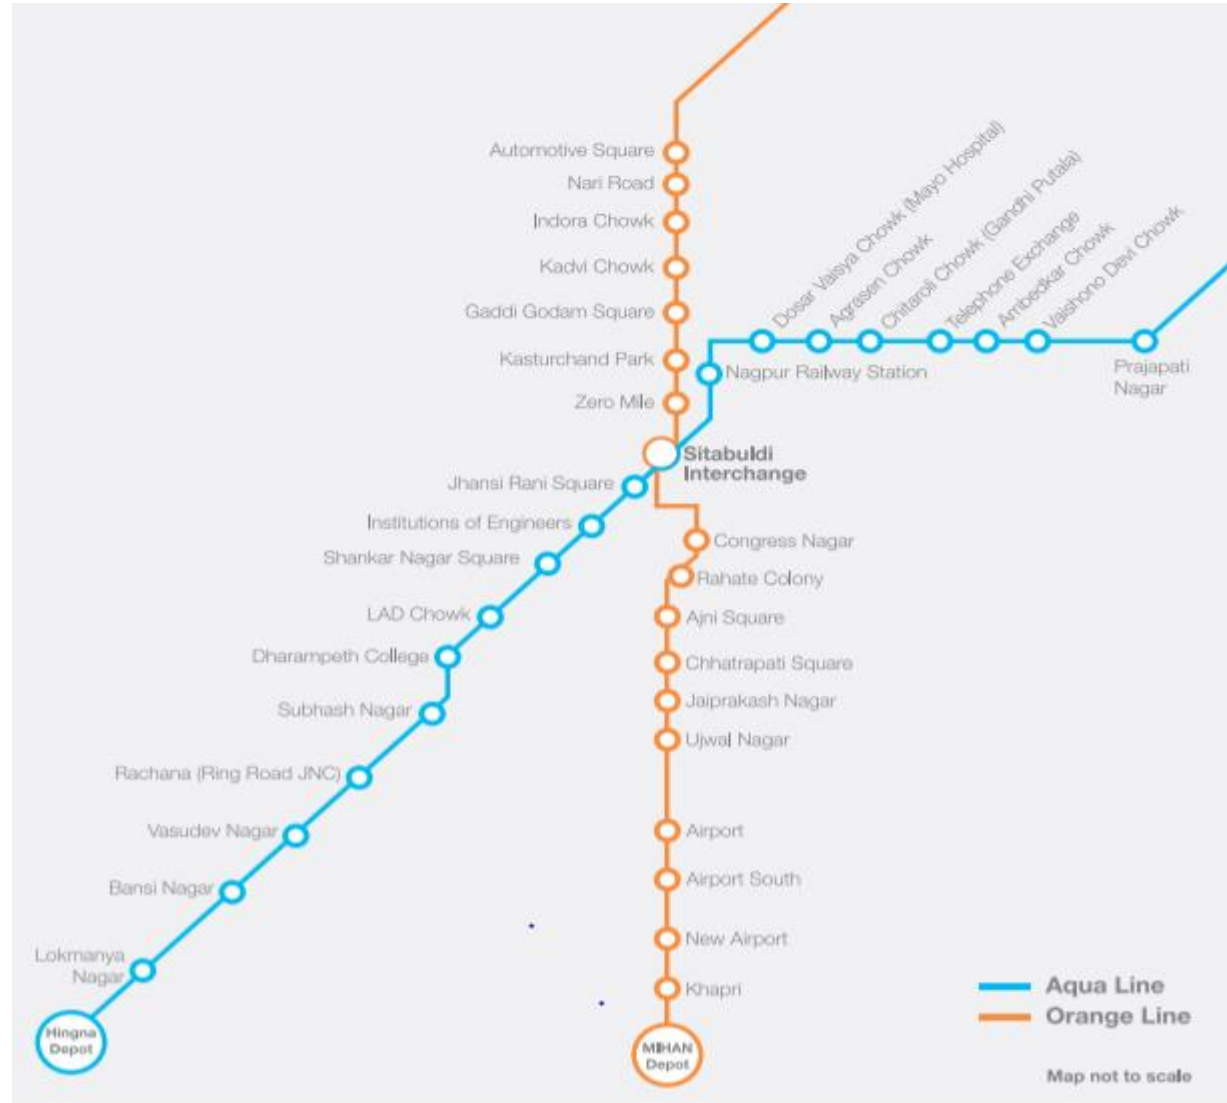 Automotive Square
Nari Road
Indora Chowk
Kadvi Chowk
Gaddi Godam Square
Kasturchand Park
Zero Mile
Dosar Vaisya Chowk (Mayo Hospital)
Agrasen Chowk
Chitaroli Chowk (Gandhi Putala)
Telephone Exchange
Ambedkar Chowk
Vaishono Devi Chowk
Prajapati
Nagar
Nagpur Railway Station
Sitabuldi
Interchange
Jhansi Rani Square
Institutions of Engineers
Shankar Nagar Square
LAD Chowk
Dharampeth College
Subhash Nagar
Rachana (Ring Road JNC)
Vasudev Nagar
Bansi Nagar
Lokmanya
Nagar
Hingna
Depot
Congress Nagar
Rahate Colony
Ajni Square
Chhatrapati Square
Jaiprakash Nagar
Ujwal Nagar
Airport
Airport South
New Airport
Khapri
MIHAN
Depot
Aqua Line
Orange Line
Map not to scale